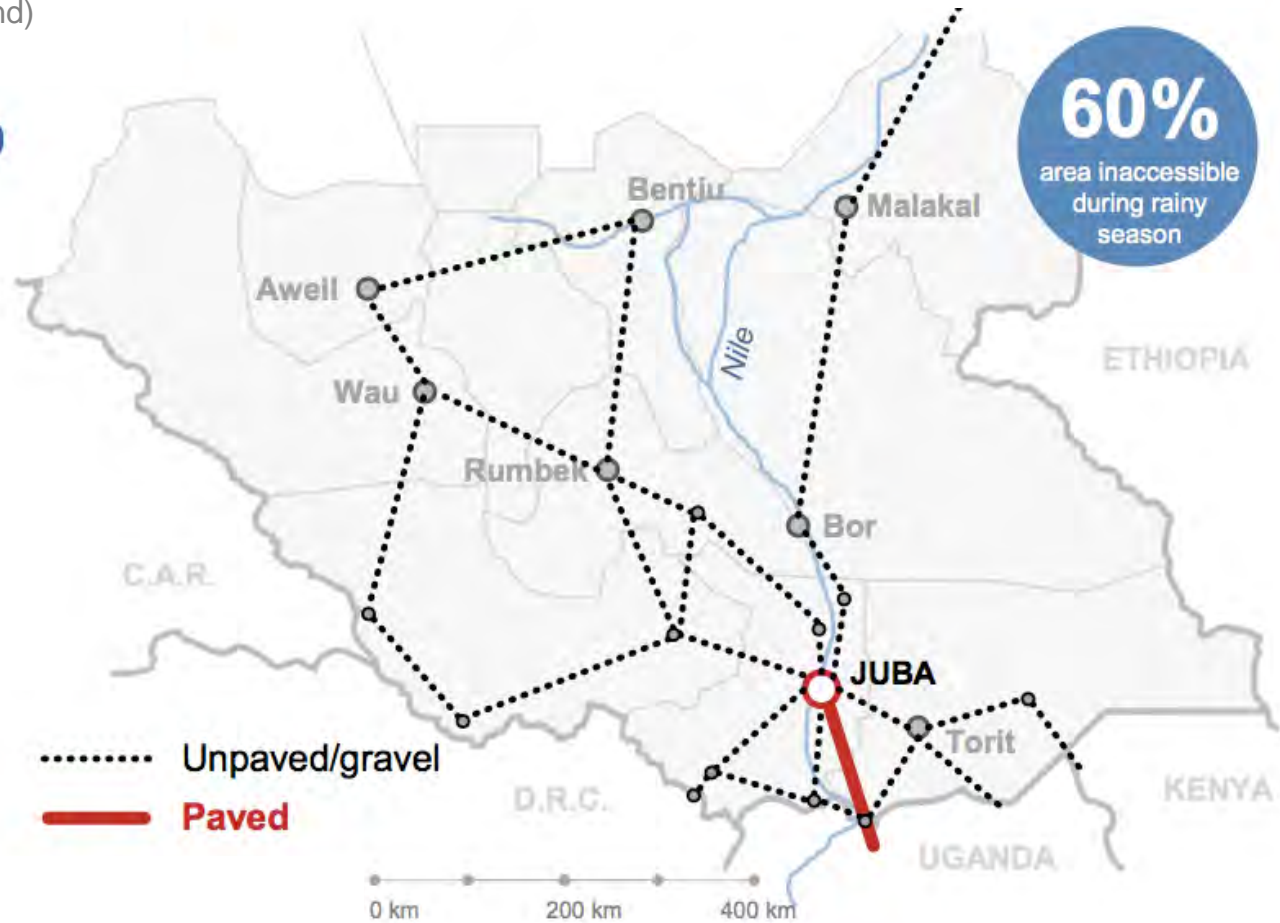 nd)
60%
area inaccessible
during rainy
season
Bentiu
Malakal
Aweil
ETHIOPIA
Nile
Wau
Rumbek
Bor
C.A.R.
JUBA
Torit
Unpaved/gravel
Paved
D.R.C.
KENYA
UGANDA
0 km
200 km
400 km